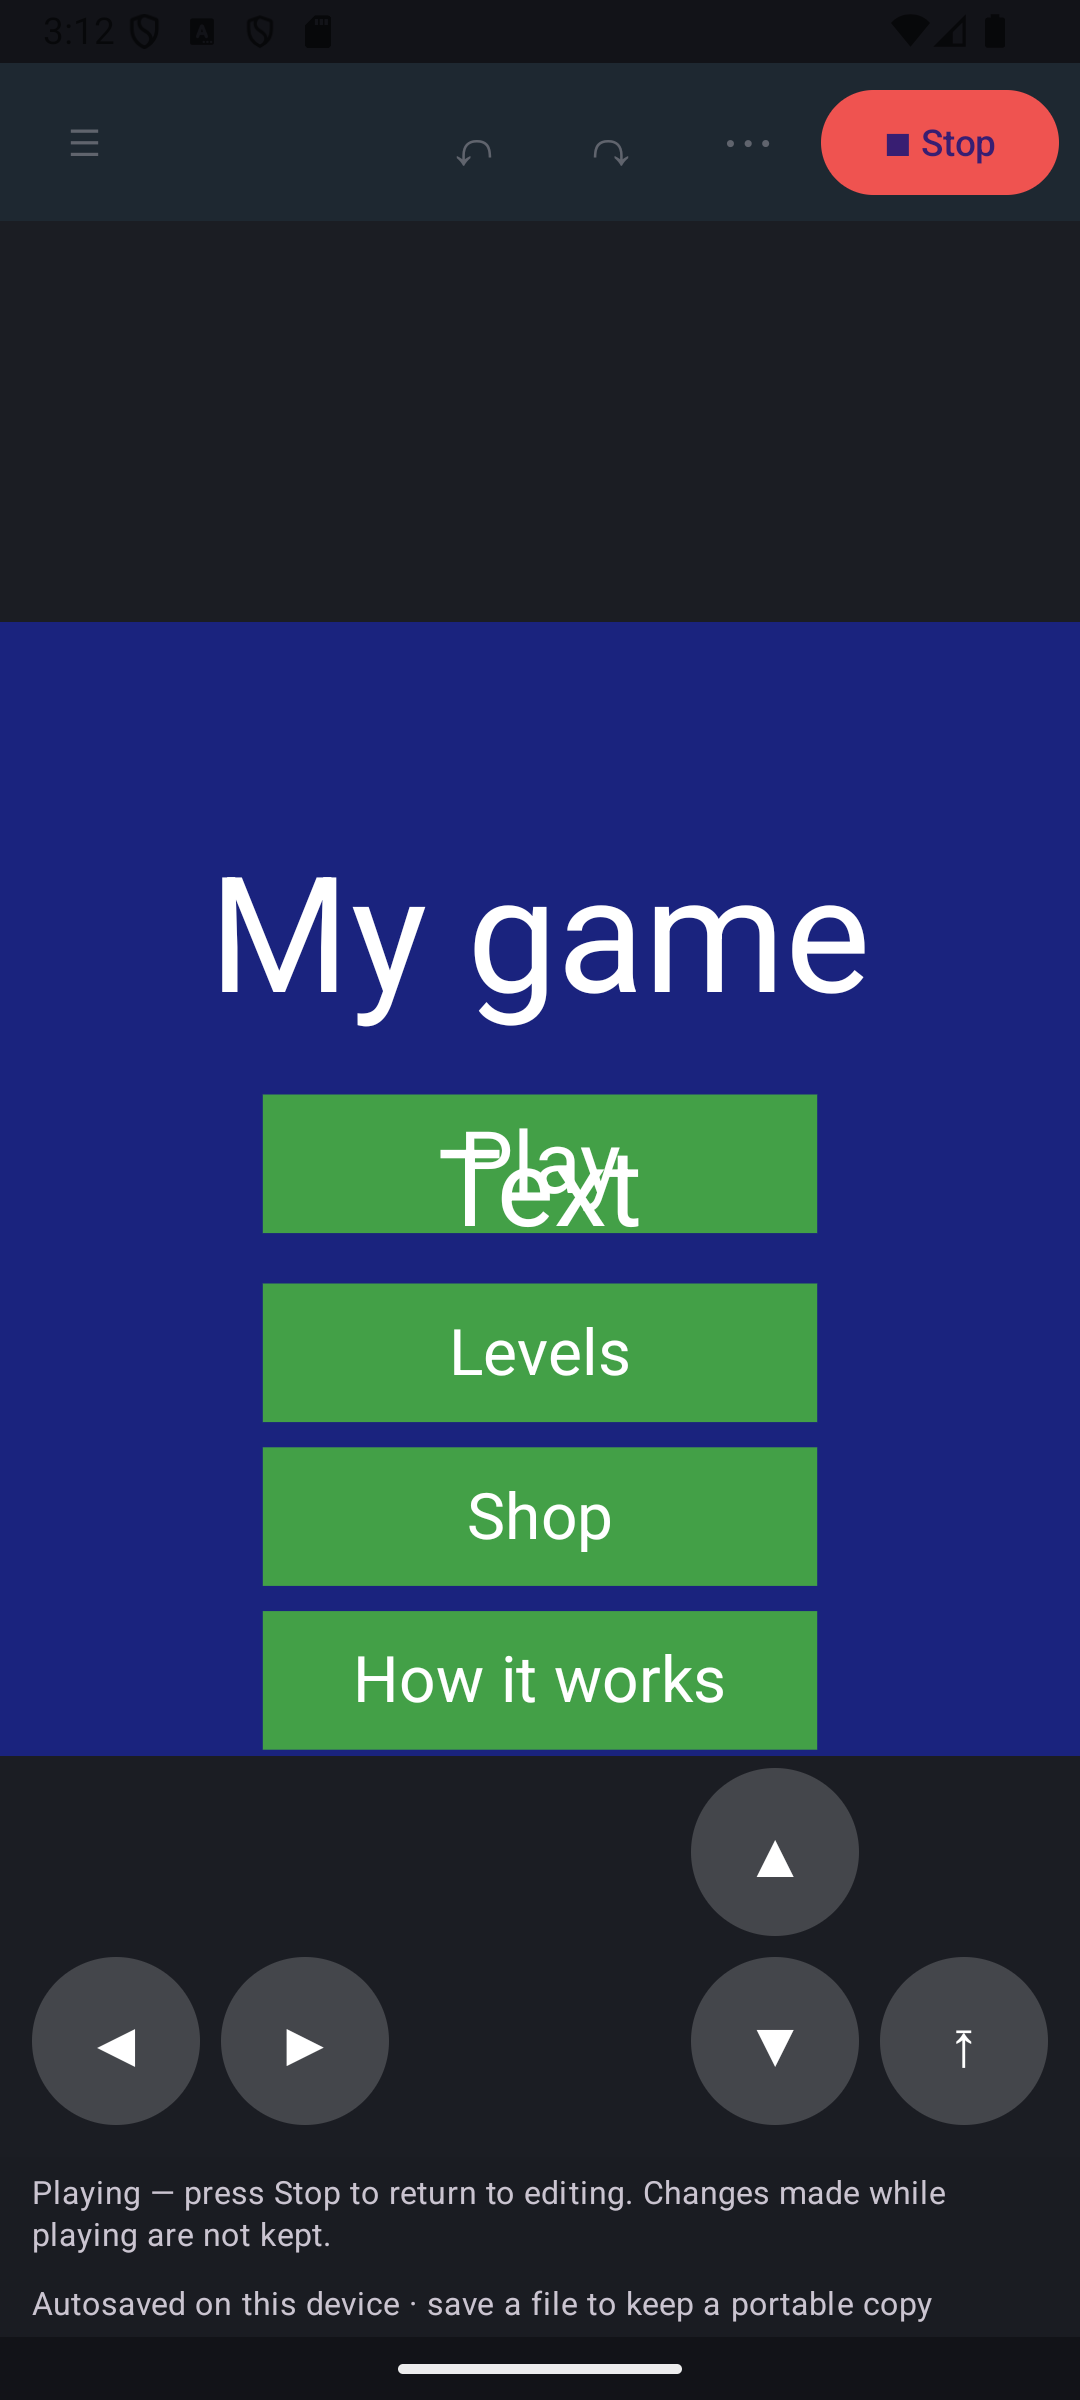 3:12
Stop
My game
Play
Text
Levels
Shop
How it works
Playing — press Stop to return to editing. Changes made while
playing are not kept.
Autosaved on this device · save a file to keep a portable copy